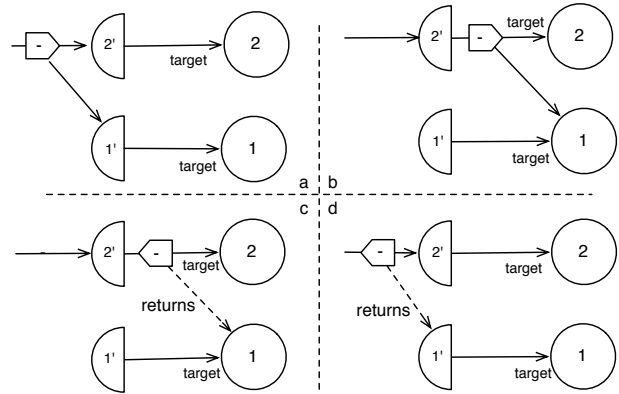 - 2' target 2
1' target 1
a
2' - target 2
1' target 1
b
c
2' - target 2
returns
1' target 1
d
- 2' target 2
returns
1' target 1